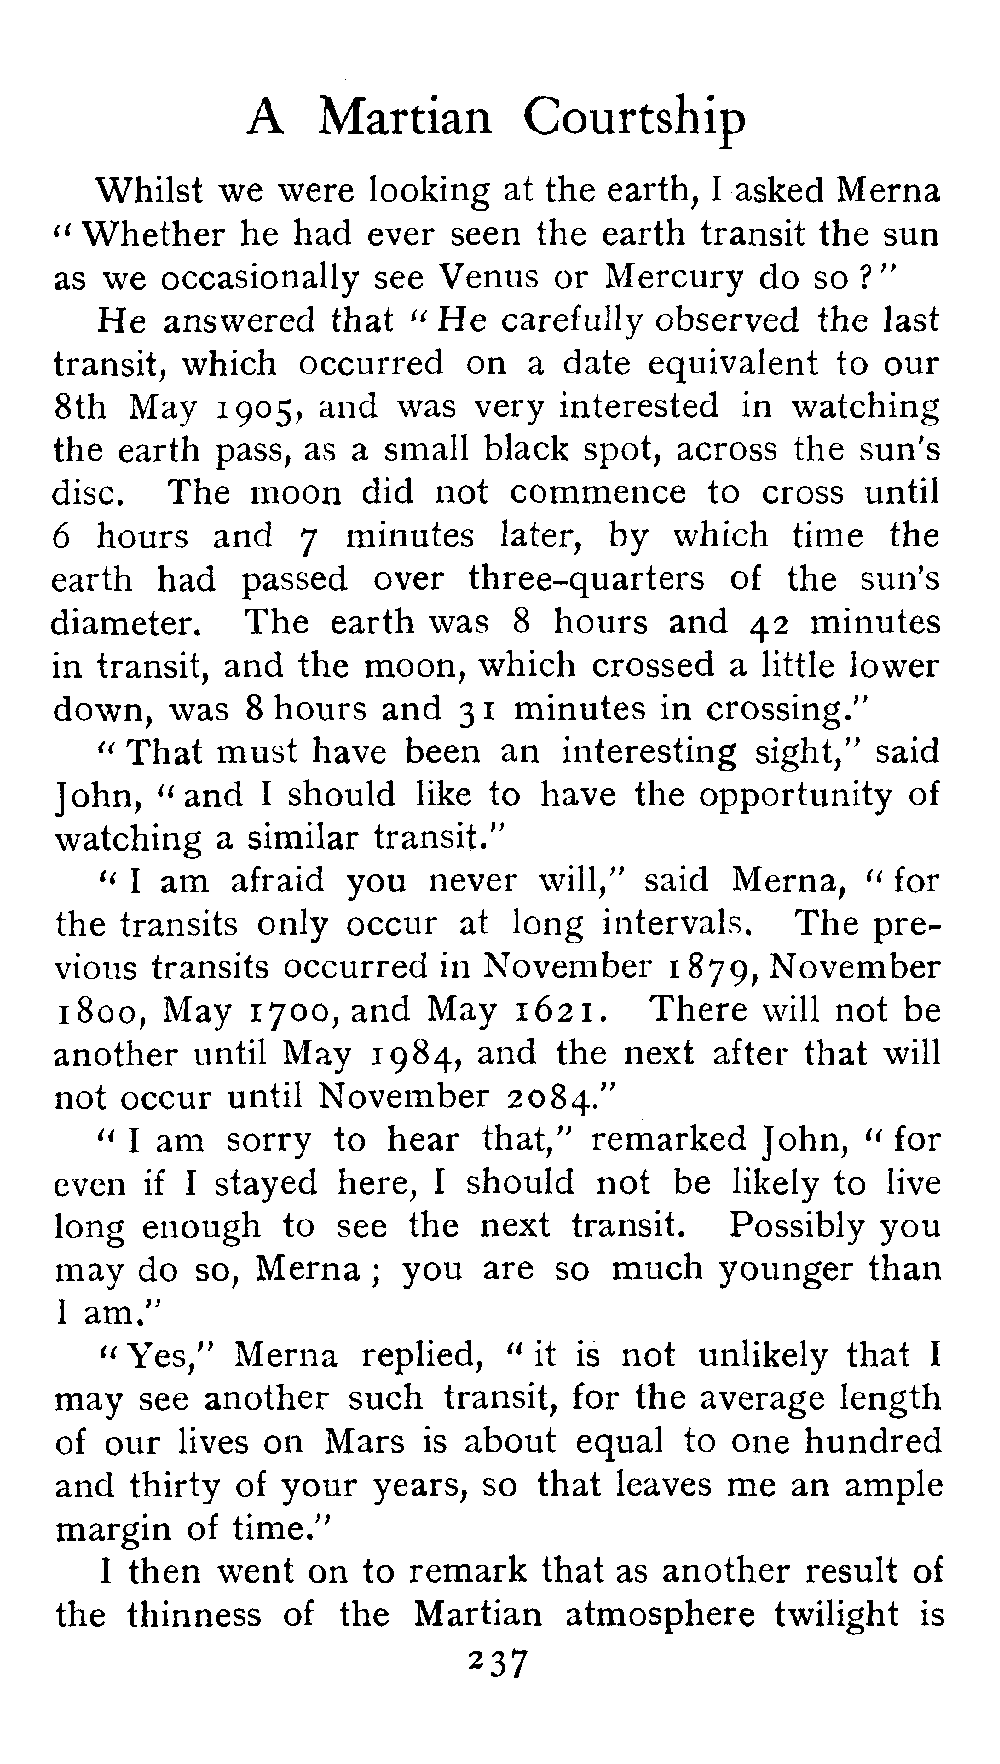 A Martian Courtship
Whilst we were looking at the earth, I asked Merna
“Whether he had ever seen the earth transit the sun
as we occasionally see Venus or Mercury do so?”
He answered that “He carefully observed the last
transit, which occurred on a date equivalent to our
8th May 1905, and was very interested in watching
the earth pass, as a small black spot, across the sun's
disc. The moon did not commence to cross until
6 hours and 7 minutes later, by which time the
earth had passed over three-quarters of the sun's
diameter. The earth was 8 hours and 42 minutes
in transit, and the moon, which crossed a little lower
down, was 8 hours and 31 minutes in crossing.”
“That must have been an interesting sight,” said
John, “and I should like to have the opportunity of
watching a similar transit.”
“I am afraid you never will,” said Merna, “for
the transits only occur at long intervals. The pre-
vious transits occurred in November 1879, November
1800, May 1700, and May 1621. There will not be
another until May 1984, and the next after that will
not occur until November 2084.”
“I am sorry to hear that,” remarked John, “for
even if I stayed here, I should not be likely to live
long enough to see the next transit. Possibly you
may do so, Merna; you are so much younger than
I am.”
“Yes,” Merna replied, “it is not unlikely that I
may see another such transit, for the average length
of our lives on Mars is about equal to one hundred
and thirty of your years, so that leaves me an ample
margin of time.”
I then went on to remark that as another result of
the thinness of the Martian atmosphere twilight is
237